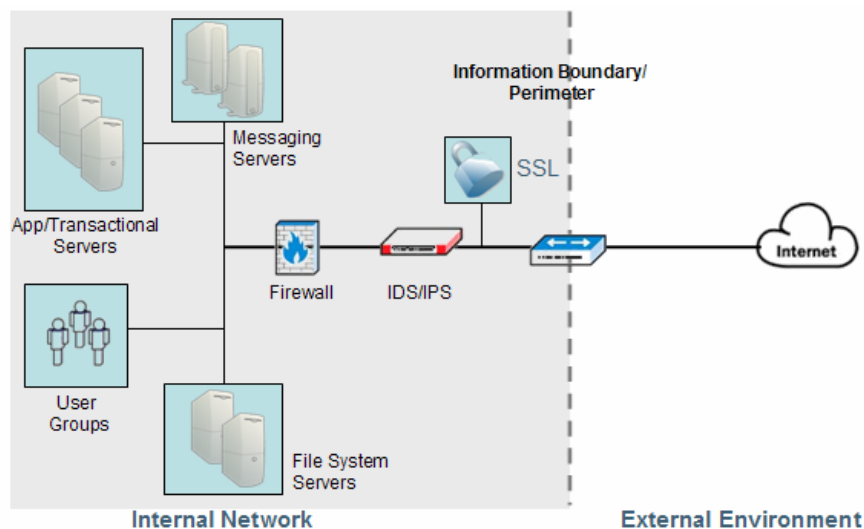 Information Boundary/
Perimeter
Messaging
Servers
SSL
App/Transactional
Servers
Internet
Firewall
IDS/IPS
User
Groups
File System
Servers
Internal Network
External Environment